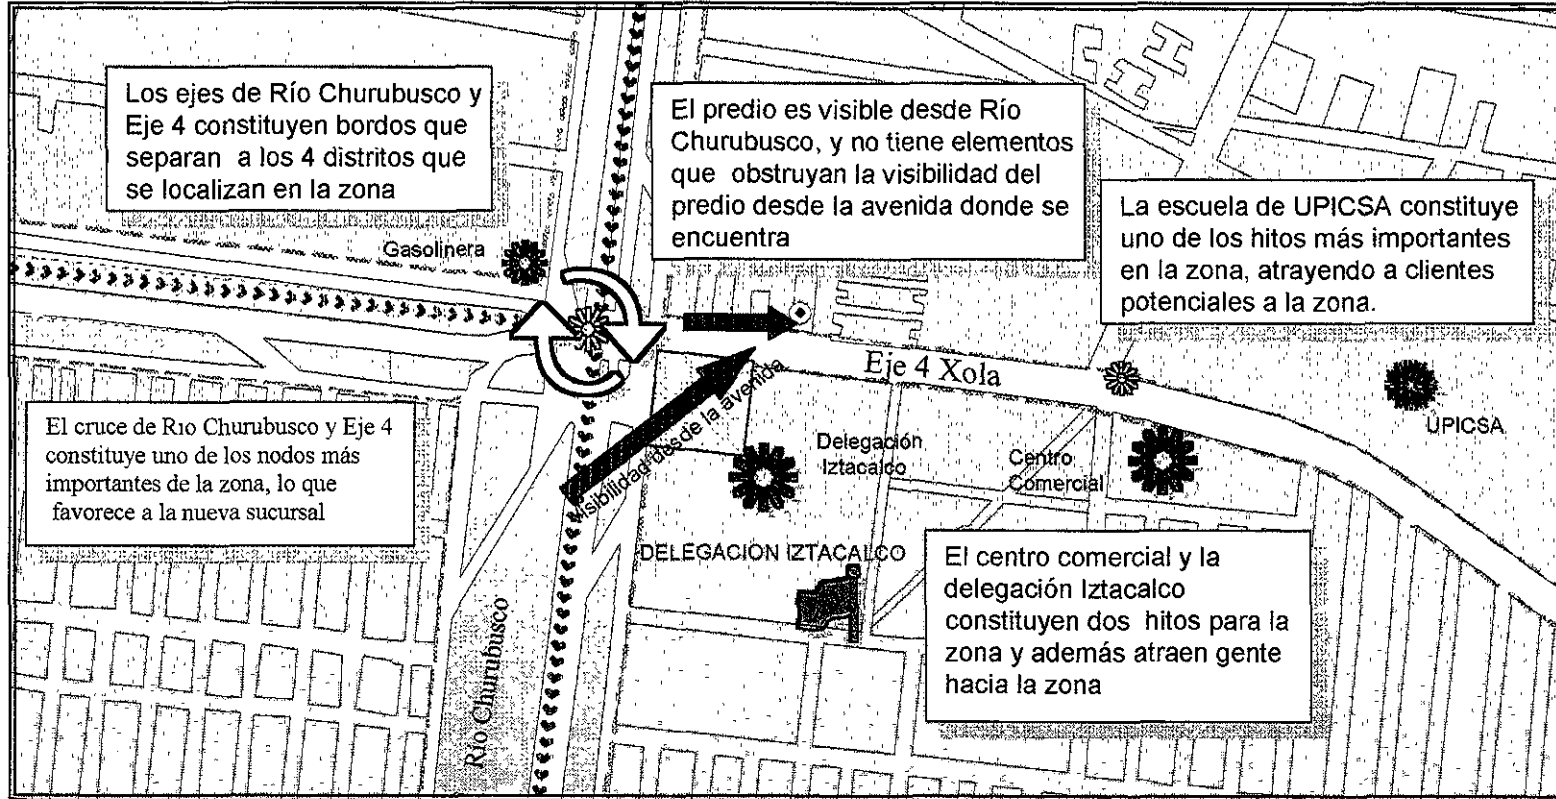 Los ejes de Río Churubusco y
Eje 4 constituyen bordos que
separan a los 4 distritos que
se localizan en la zona
El predio es visible desde Río
Churubusco, y no tiene elementos
que obstruyan la visibilidad del
predio desde la avenida donde se
encuentra
La escuela de UPICSA constituye
uno de los hitos más importantes
en la zona, atrayendo a clientes
potenciales a la zona.
Gasolinera
Eje 4 Xola
UPICSA
El cruce de Río Churubusco y Eje 4
constituye uno de los nodos más
importantes de la zona, lo que
favorece a la nueva sucursal
Visibilidad desde la avenida
Delegación
Iztacalco
Centro
Comercial
DELEGACION IZTACALCO
El centro comercial y la
delegación Iztacalco
constituyen dos hitos para la
zona y además atraen gente
hacia la zona
Río Churubusco